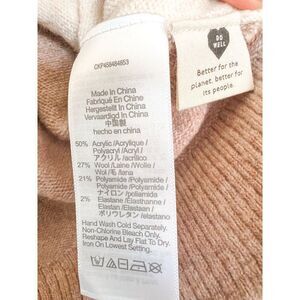 CKP458484853
Made In China
Fabriqué En Chine
Hergestellt In China
Vervaardigd In China
中国製
hecho en china
50% Acrylic /Acrylique /
Polyacryl /Acryl /
アクリル /acrílico
27% Wool /Laine /Wolle /
Wol /毛 /lana
21% Polyamide /Polyamide
/Polyamid /Polyamide /
ナイロン /poliamida
2% Elastane /Élasthanne /
Elastan /Elastaan /
ポリウレタン /elastano
Hand Wash Cold Separately.
Non-Chlorine Bleach Only.
Reshape And Lay Flat To Dry.
Iron On Lowest Setting.
DO
WELL
Better for the
planet, better for
its people.